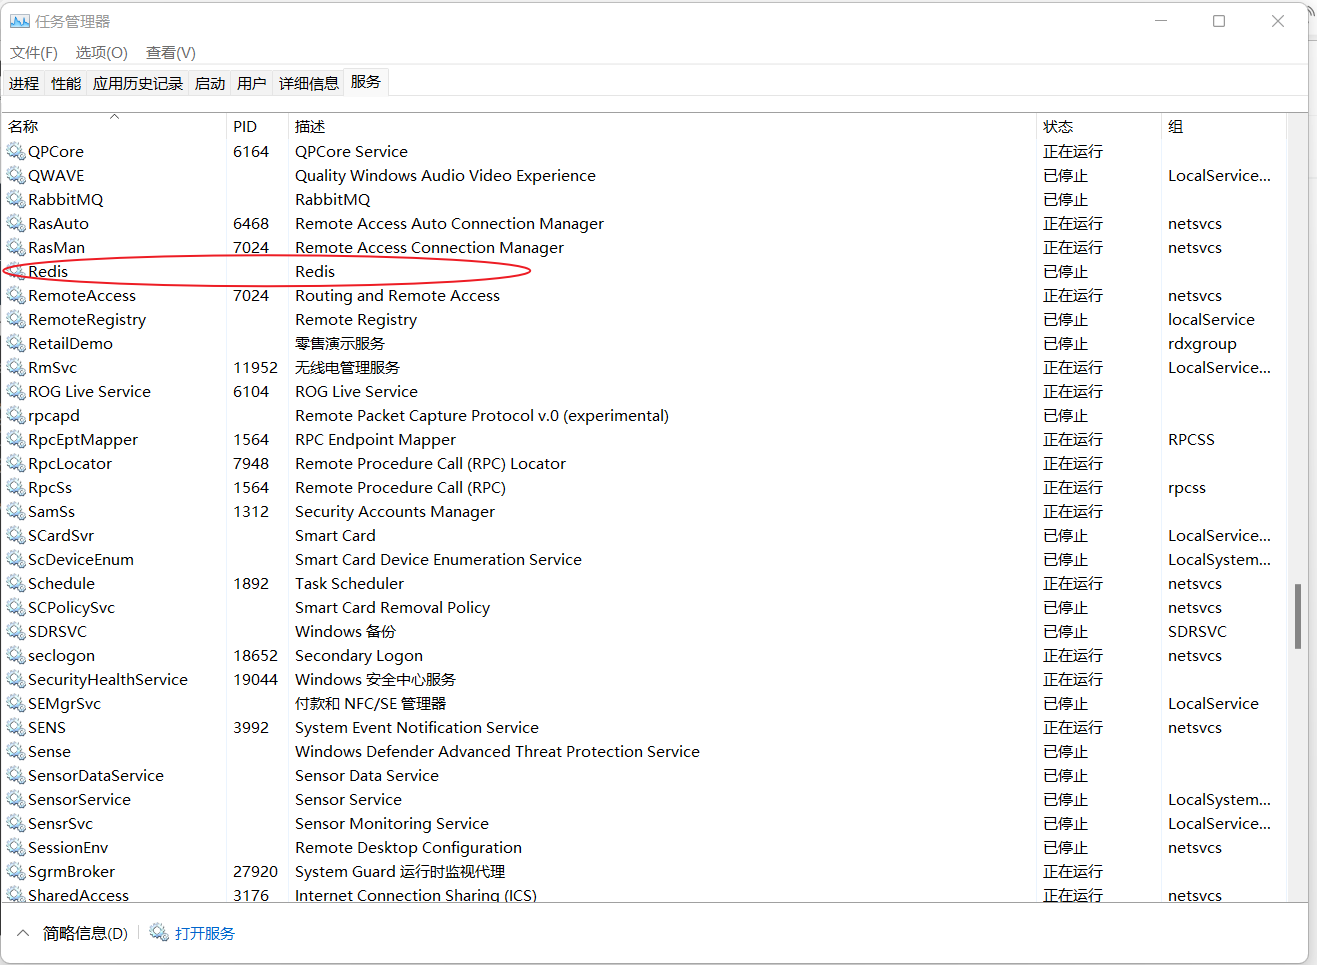 任务管理器
文件(F) 选项(O) 查看(V)
进程 性能 应用历史记录 启动 用户 详细信息 服务
名称 PID 描述 状态 组
QPCore 6164 QPCore Service 正在运行
QWAVE Quality Windows Audio Video Experience 已停止 LocalService...
RabbitMQ RabbitMQ 已停止
RasAuto 6468 Remote Access Auto Connection Manager 正在运行 netsvcs
RasMan 7024 Remote Access Connection Manager 正在运行 netsvcs
Redis Redis 已停止
RemoteAccess 7024 Routing and Remote Access 正在运行 netsvcs
RemoteRegistry Remote Registry 已停止 localService
RetailDemo 零售演示服务 已停止 rdxgroup
RmSvc 11952 无线电管理服务 正在运行 LocalService...
ROG Live Service 6104 ROG Live Service 正在运行
rpcapd Remote Packet Capture Protocol v.0 (experimental) 已停止
RpcEptMapper 1564 RPC Endpoint Mapper 正在运行 RPCSS
RpcLocator 7948 Remote Procedure Call (RPC) Locator 正在运行
RpcSs 1564 Remote Procedure Call (RPC) 正在运行 rpcss
SamSs 1312 Security Accounts Manager 正在运行
SCardSvr Smart Card 已停止 LocalService...
ScDeviceEnum Smart Card Device Enumeration Service 已停止 LocalSystem...
Schedule 1892 Task Scheduler 正在运行 netsvcs
SCPolicySvc Smart Card Removal Policy 已停止 netsvcs
SDRSVC Windows 备份 已停止 SDRSVC
seclogon 18652 Secondary Logon 正在运行 netsvcs
SecurityHealthService 19044 Windows 安全中心服务 正在运行
SEMgrSvc 付款和 NFC/SE 管理器 已停止 LocalService
SENS 3992 System Event Notification Service 正在运行 netsvcs
Sense Windows Defender Advanced Threat Protection Service 已停止
SensorDataService Sensor Data Service 已停止
SensorService Sensor Service 已停止 LocalSystem...
SensrSvc Sensor Monitoring Service 已停止 LocalService...
SessionEnv Remote Desktop Configuration 已停止 netsvcs
SgrmBroker 27920 System Guard 运行时监视代理 正在运行
SharedAccess 3176 Internet Connection Sharing (ICS) 正在运行 netsvcs
简略信息(D) 打开服务